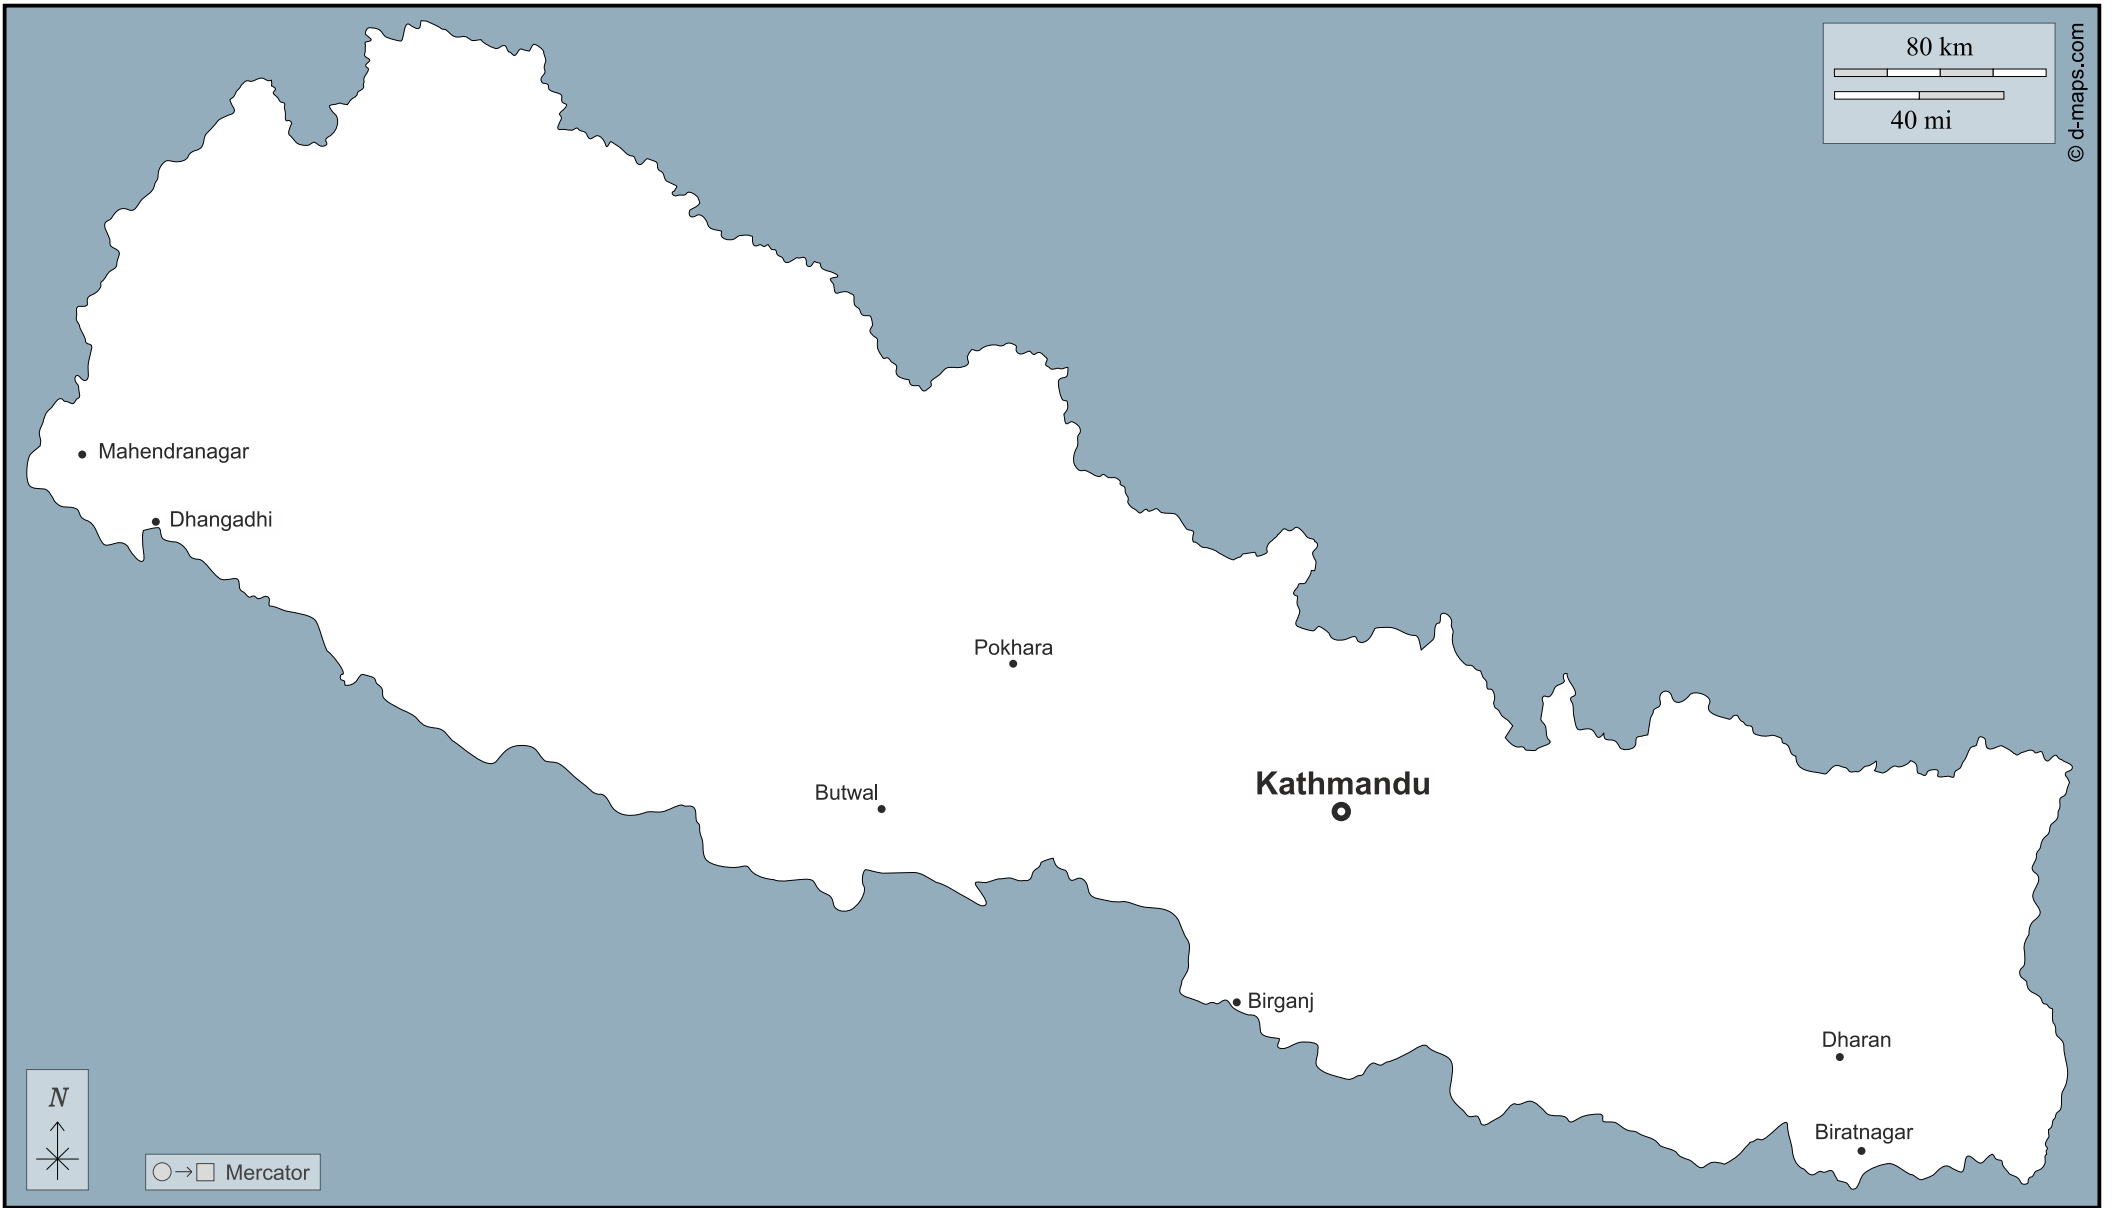 80 km
40 mi
© d-maps.com
Mahendranagar
Dhangadhi
Pokhara
Butwal
Kathmandu
Birganj
Dharan
Biratnagar
N
Mercator